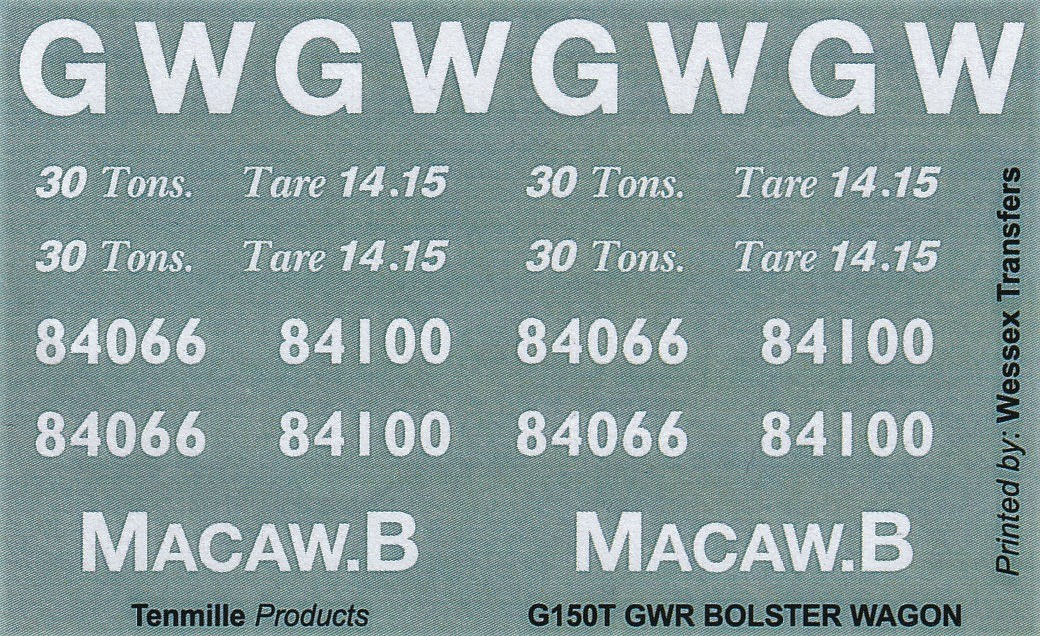 GWGWGWGW
30 Tons. Tare 14.15 30 Tons. Tare 14.15
30 Tons. Tare 14.15 30 Tons. Tare 14.15
84066 84100 84066 84100
84066 84100 84066 84100
MACAW.B MACAW.B
Tenmille Products G150T GWR BOLSTER WAGON
Printed by: Wessex Transfers